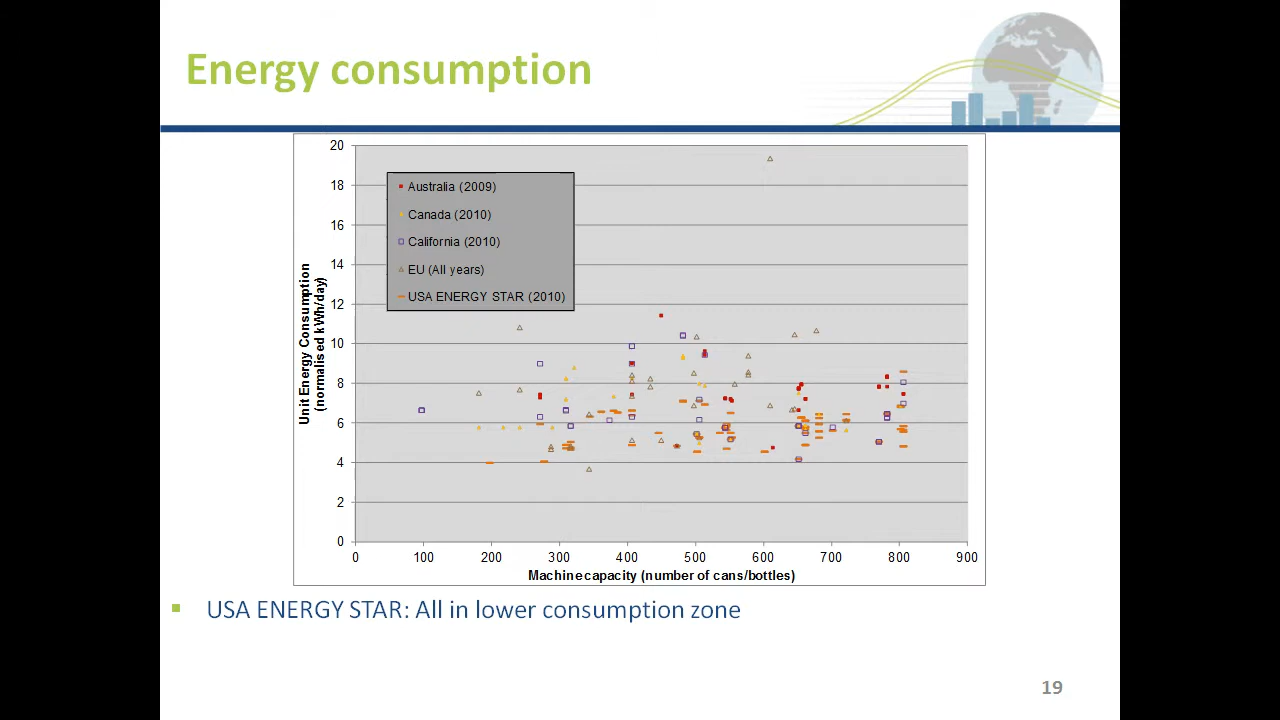 Energy consumption
20
18
16
14
12
10
8
6
4
2
0
Unit Energy Consumption
(normalised kWh/day)
Australia (2009)
Canada (2010)
California (2010)
EU (All years)
USA ENERGY STAR (2010)
0 100 200 300 400 500 600 700 800 900
Machine capacity (number of cans/bottles)
USA ENERGY STAR: All in lower consumption zone
19